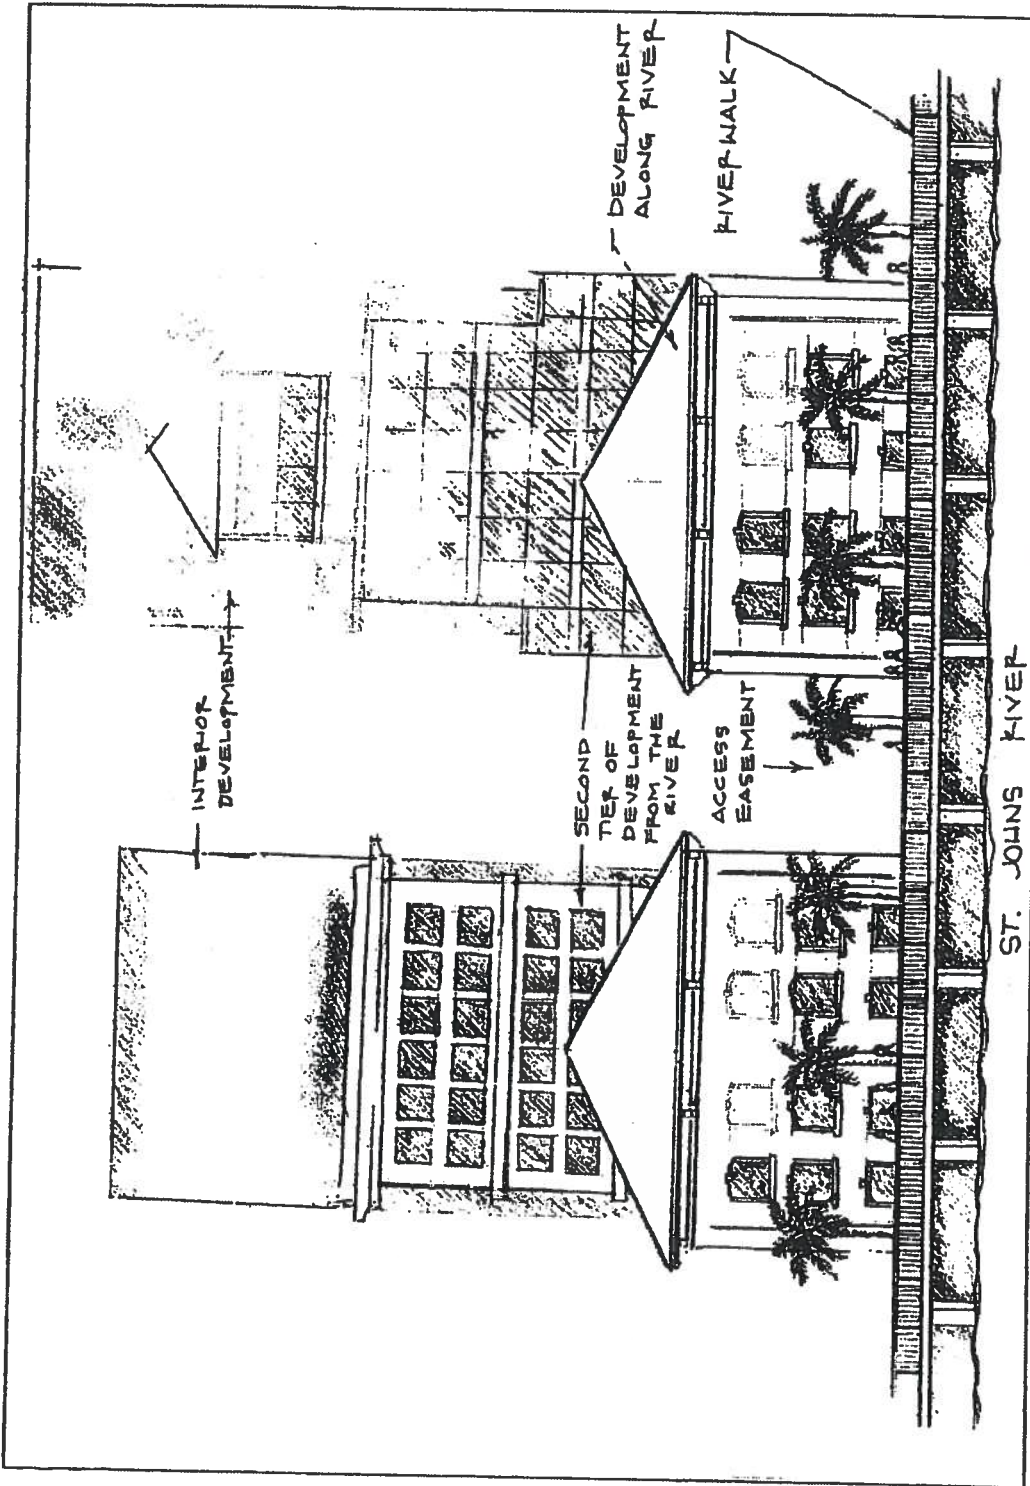 INTERIOR
DEVELOPMENT
SECOND
TIER OF
DEVELOPMENT
FROM THE
RIVER
ACCESS
EASEMENT
DEVELOPMENT
ALONG RIVER
RIVERWALK
ST. JOHNS RIVER